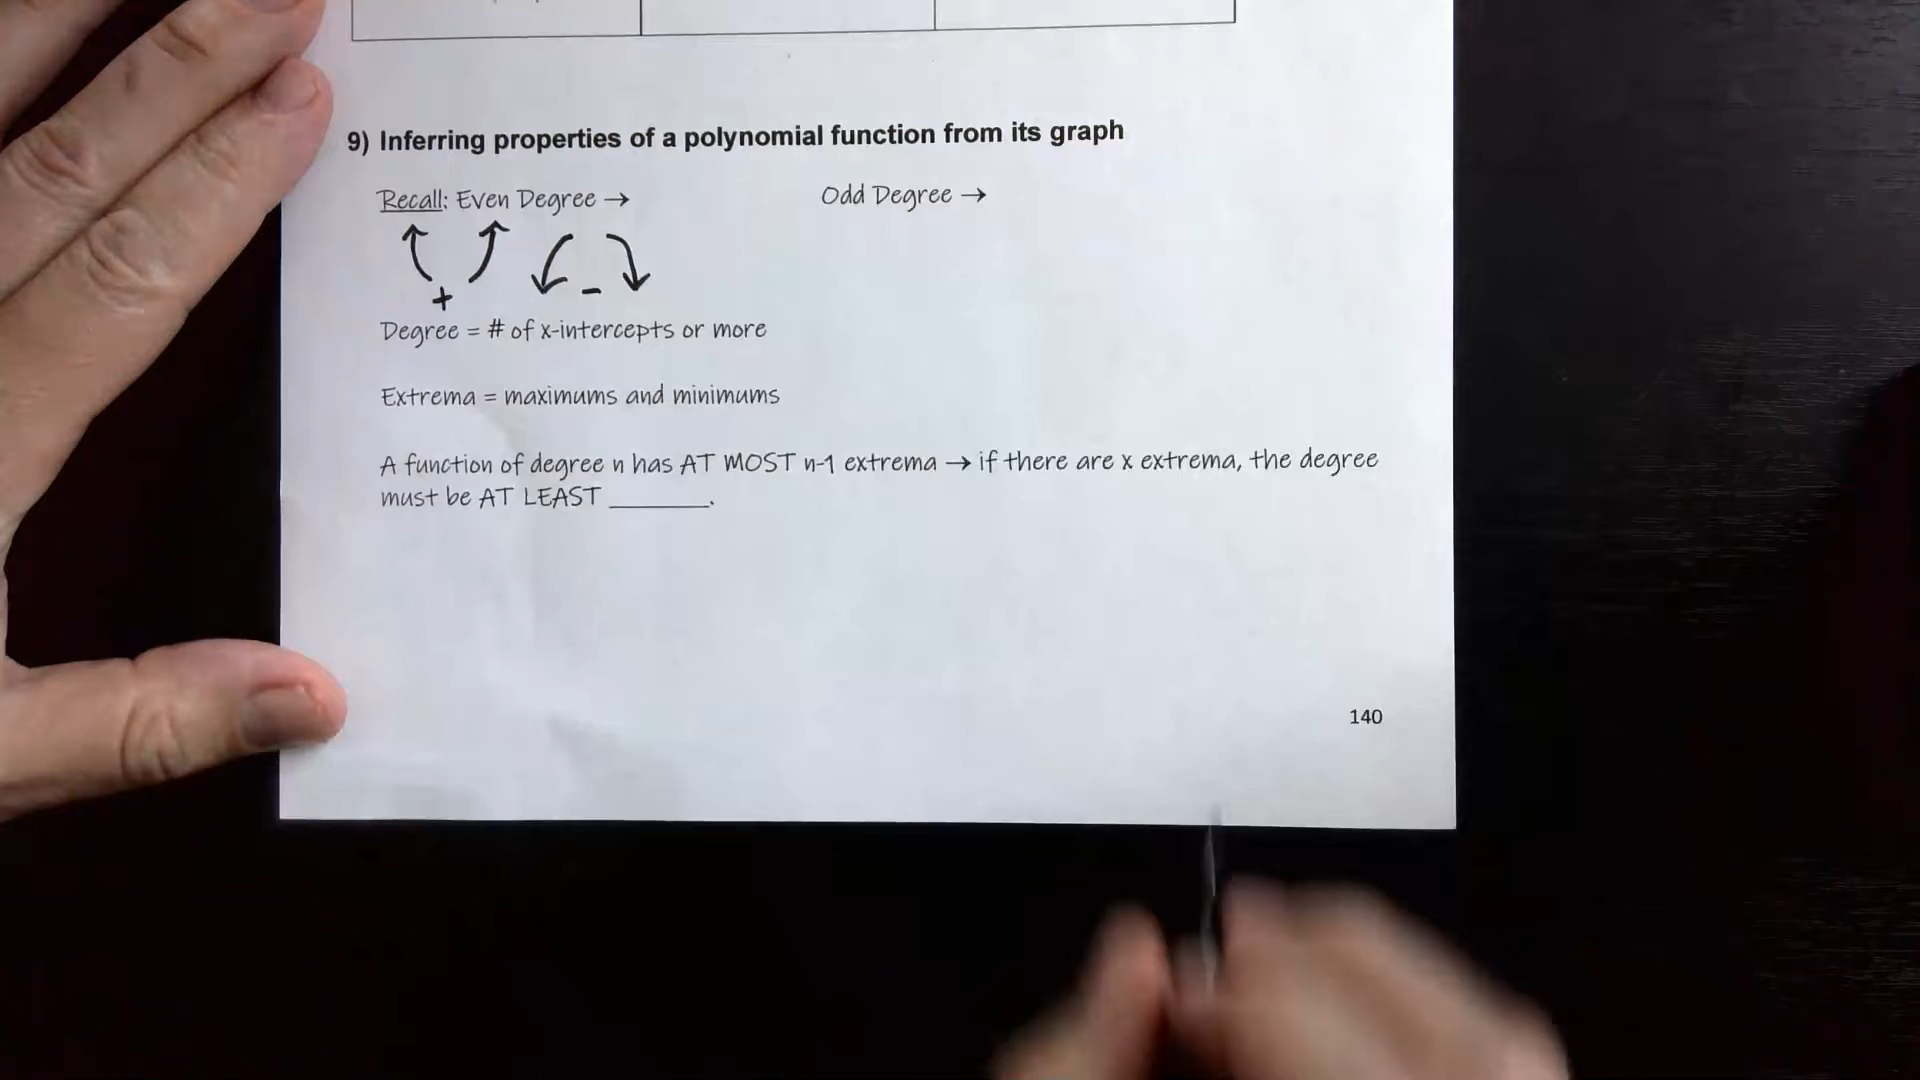 9) Inferring properties of a polynomial function from its graph
Recall: Even Degree → Odd Degree →
+ -
Degree = # of x-intercepts or more
Extrema = maximums and minimums
A function of degree n has AT MOST n-1 extrema → if there are x extrema, the degree
must be AT LEAST ________.
140